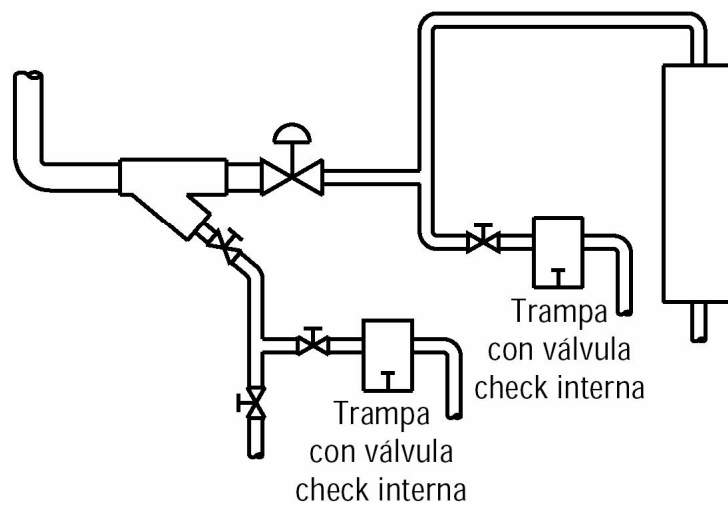 Trampa
con válvula
check interna
Trampa
con válvula
check interna